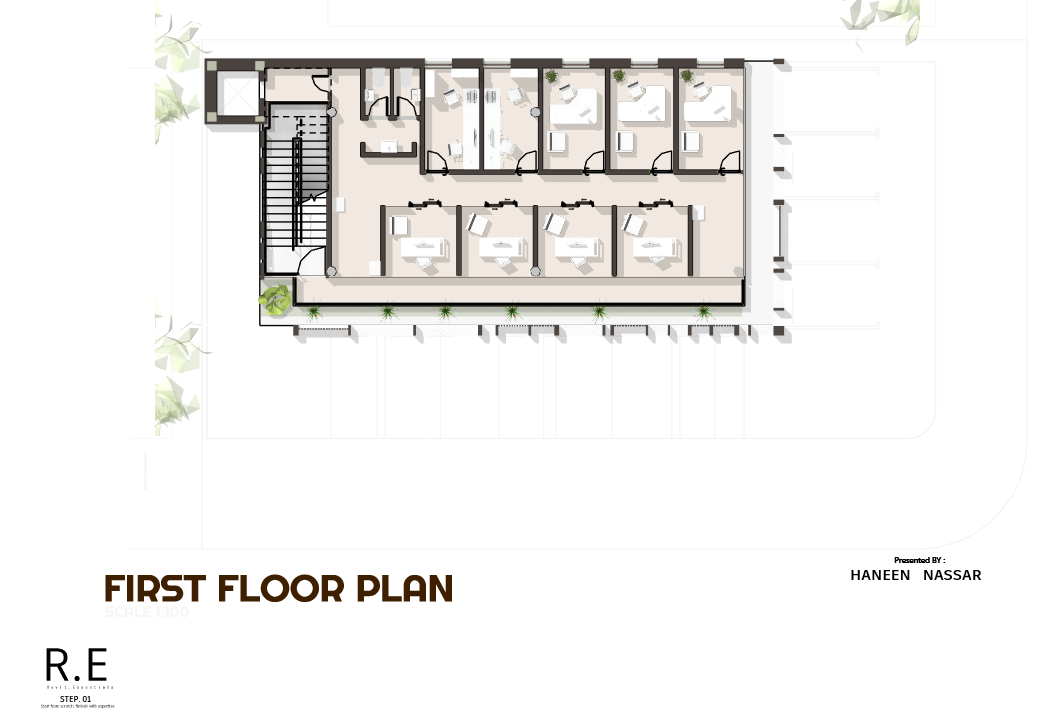 Presented BY :
HANEEN NASSAR
FIRST FLOOR PLAN
SCALE 1:100
R.E
Revit.Essentials
STEP. 01
Start from scratch, finish with expertise